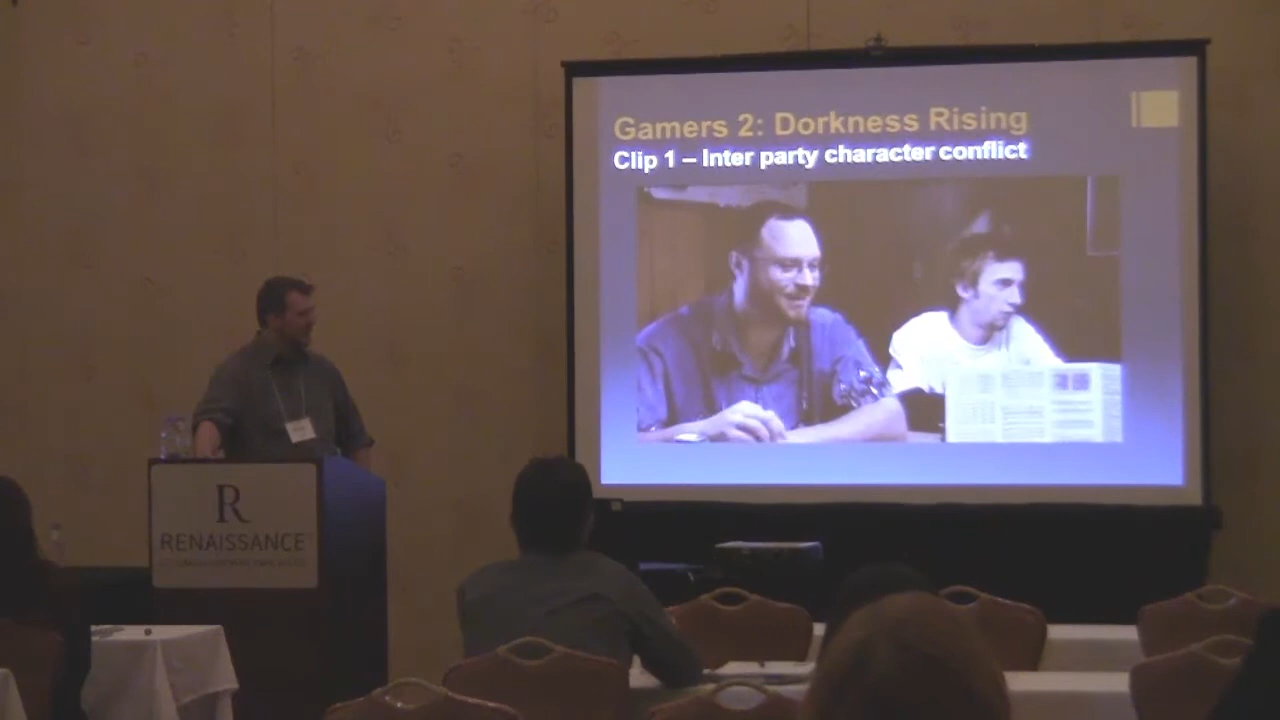 Gamers 2: Dorkness Rising
Clip 1 – Inter party character conflict
R
RENAISSANCE